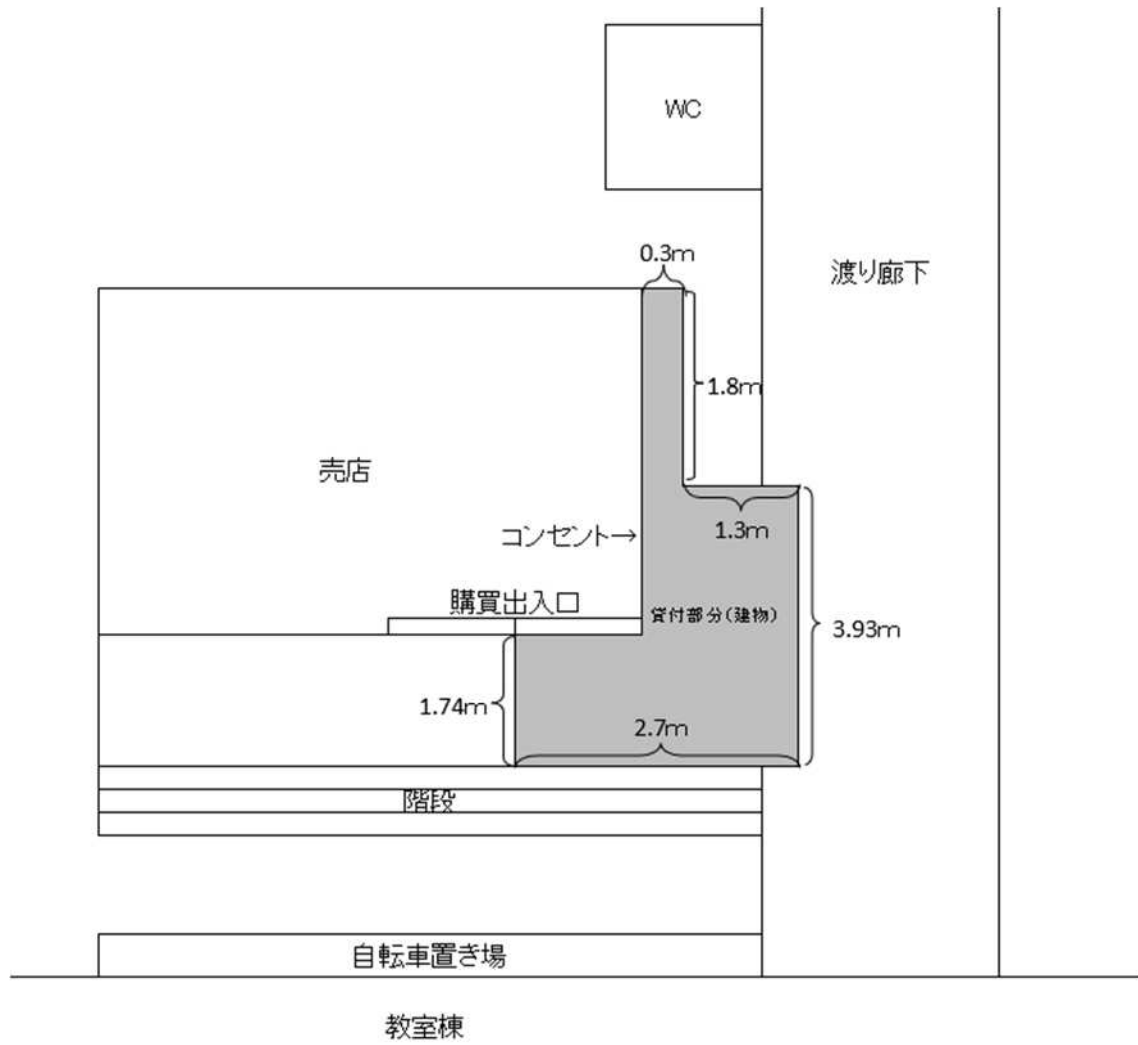 WC
0.3m
渡り廊下
1.8m
売店
1.3m
コンセント→
購買出入口
貸付部分(建物)
3.93m
1.74m
2.7m
階段
自転車置き場
教室棟